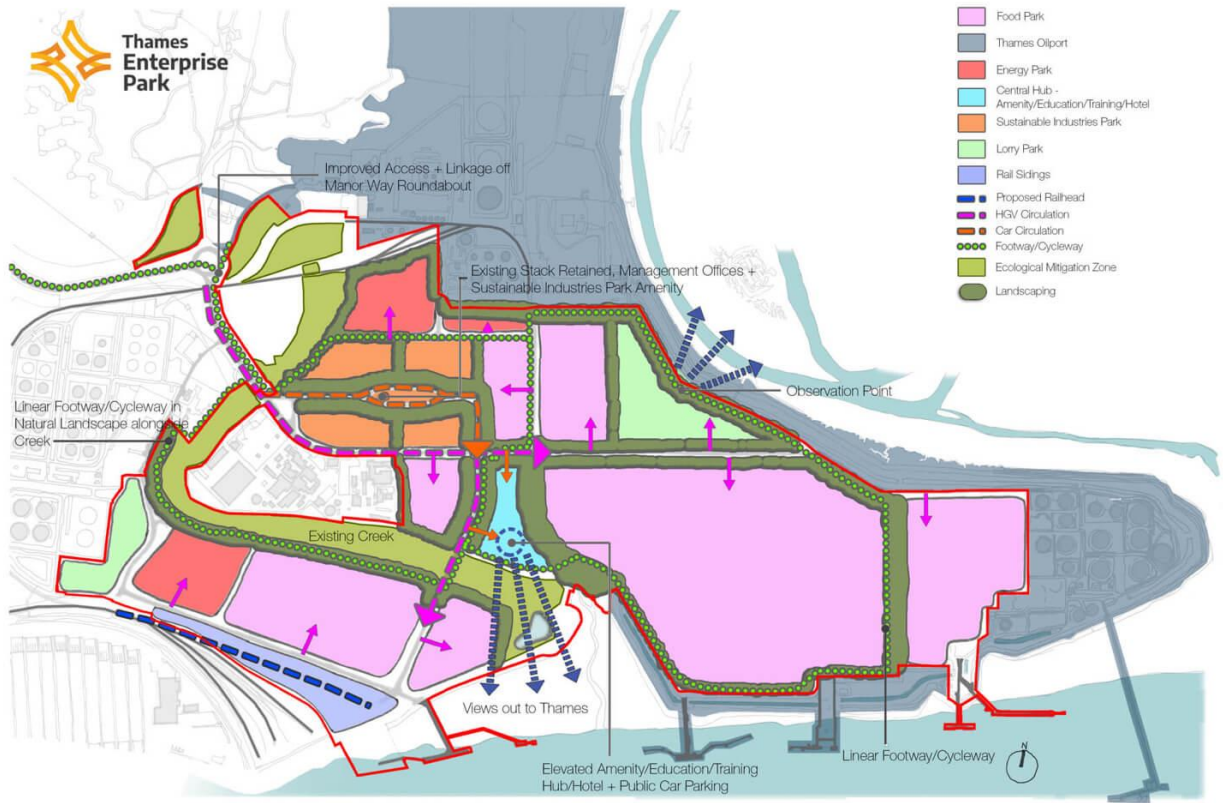 Thames
Enterprise
Park
Food Park
Thames Oilport
Energy Park
Central Hub -
Amenity/Education/Training/Hotel
Sustainable Industries Park
Lorry Park
Rail Sidings
Proposed Railhead
HGV Circulation
Car Circulation
Footway/Cycleway
Ecological Mitigation Zone
Landscaping
Improved Access + Linkage off
Manor Way Roundabout
Existing Stack Retained, Management Offices +
Sustainable Industries Park Amenity
Observation Point
Linear Footway/Cycleway in
Natural Landscape alongside
Creek
Existing Creek
Views out to Thames
Linear Footway/Cycleway
N
Elevated Amenity/Education/Training
Hub/Hotel + Public Car Parking